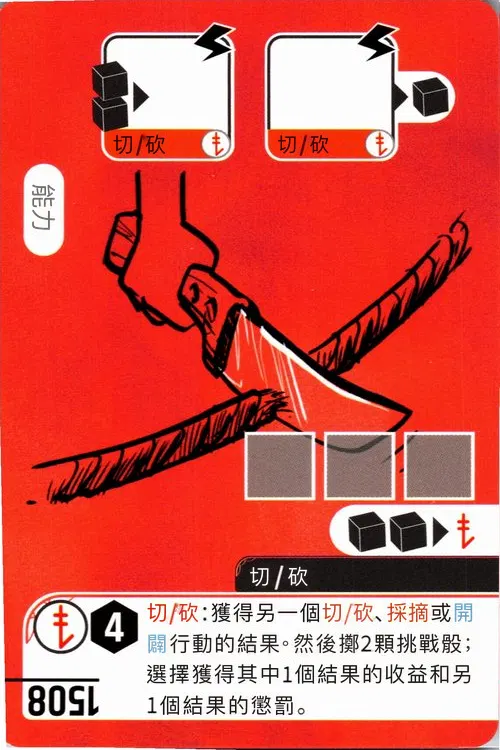 切/砍
切/砍
能力
切/砍
4
切/砍：獲得另一個切/砍、採摘或開
闢行動的結果。然後擲2顆挑戰骰；
選擇獲得其中1個結果的收益和另
1個結果的懲罰。
1508